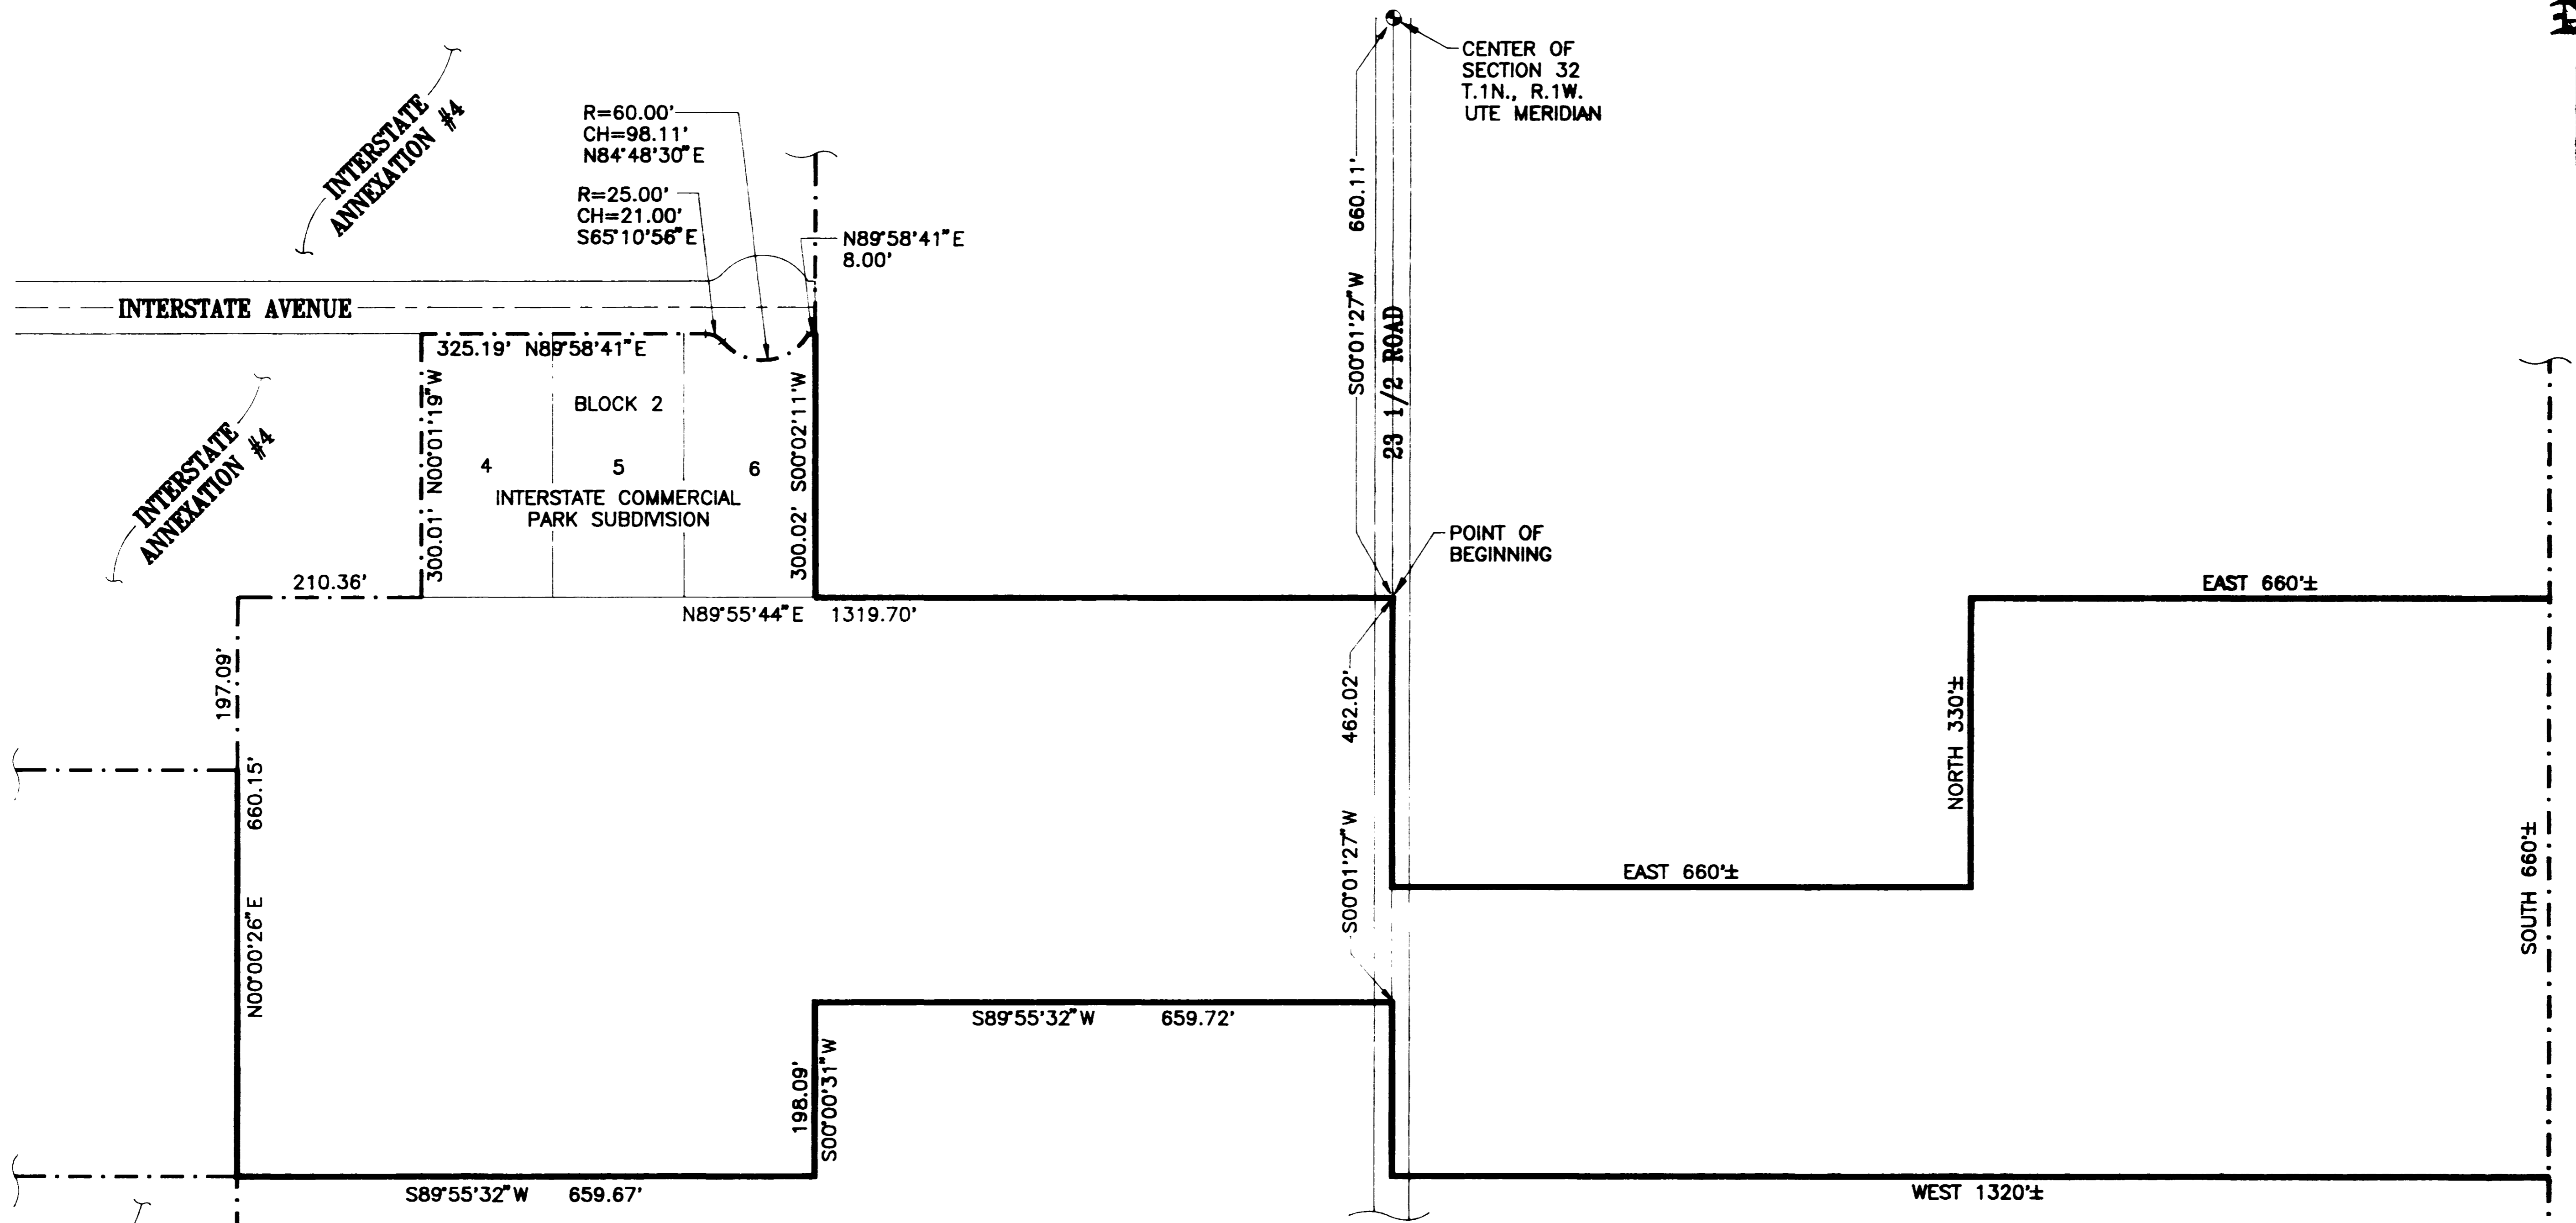 CENTER OF
SECTION 32
T.1N., R.1W.
UTE MERIDIAN
INTERSTATE
ANNEXATION #4
R=60.00'
CH=98.11'
N84°48'30"E
R=25.00'
CH=21.00'
S65°10'56"E
N89°58'41"E
8.00'
S00°01'27"W 660.11'
23 1/2 ROAD
INTERSTATE AVENUE
325.19' N89°58'41"E
BLOCK 2
300.01' N00°01'19"W
4
5
6
300.02' S00°02'11'W
INTERSTATE COMMERCIAL
PARK SUBDIVISION
INTERSTATE
ANNEXATION #4
POINT OF
BEGINNING
210.36'
N89°55'44"E 1319.70'
EAST 660'±
197.09'
S00°01'27"W 462.02'
NORTH 330'±
N00°00'26"E 660.15'
EAST 660'±
SOUTH 660'±
S89°55'32"W 659.72'
198.09'
S00°00'31"W
S89°55'32"W 659.67'
WEST 1320'±